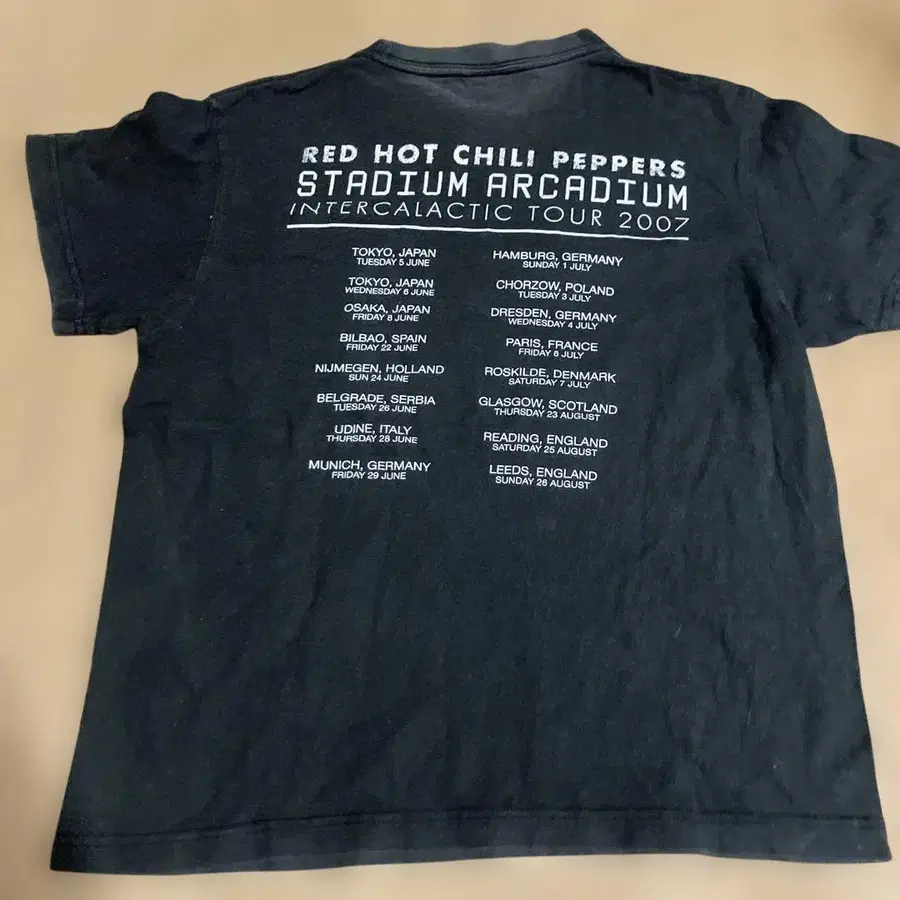 RED HOT CHILI PEPPERS
STADIUM ARCADIUM
INTERCALACTIC TOUR 2007
TOKYO, JAPAN
TUESDAY 5 JUNE
TOKYO, JAPAN
WEDNESDAY 6 JUNE
OSAKA, JAPAN
FRIDAY 8 JUNE
BILBAO, SPAIN
FRIDAY 22 JUNE
NIJMEGEN, HOLLAND
SUN 24 JUNE
BELGRADE, SERBIA
TUESDAY 26 JUNE
UDINE, ITALY
THURSDAY 28 JUNE
MUNICH, GERMANY
FRIDAY 29 JUNE
HAMBURG, GERMANY
SUNDAY 1 JULY
CHORZOW, POLAND
TUESDAY 3 JULY
DRESDEN, GERMANY
WEDNESDAY 4 JULY
PARIS, FRANCE
FRIDAY 6 JULY
ROSKILDE, DENMARK
SATURDAY 7 JULY
GLASGOW, SCOTLAND
THURSDAY 23 AUGUST
READING, ENGLAND
SATURDAY 25 AUGUST
LEEDS, ENGLAND
SUNDAY 26 AUGUST